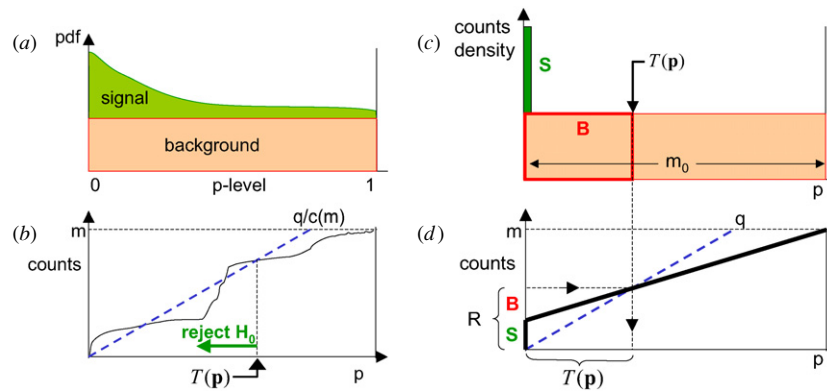 (a)
pdf
signal
background
0
p-level
1
(b)
m
counts
q/c(m)
reject H₀
T(p)
p
(c)
counts
density
S
T(p)
B
m₀
p
(d)
m
q
counts
R
B
S
T(p)
p